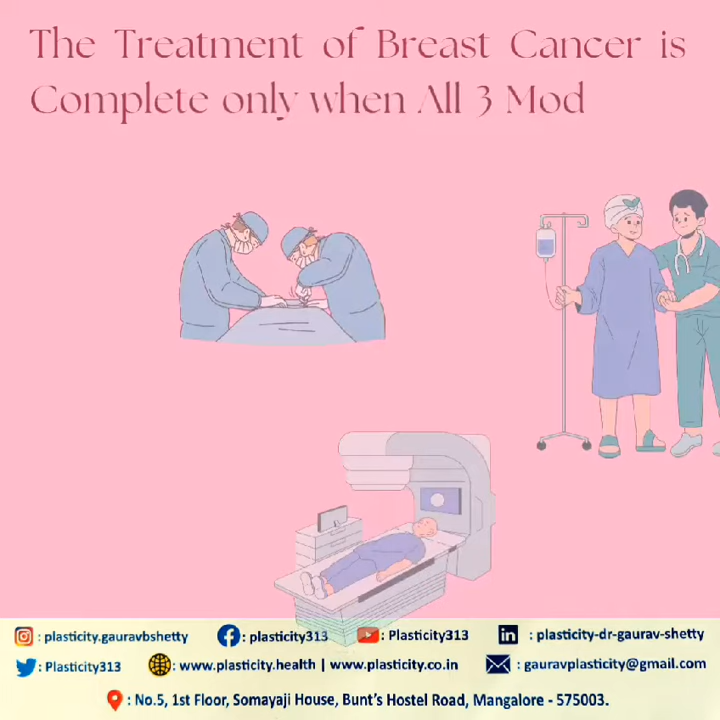 The Treatment of Breast Cancer is
Complete only when All 3 Mod
: plasticity.gauravbshetty : plasticity313 : Plasticity313 : plasticity-dr-gaurav-shetty
: Plasticity313 : www.plasticity.health | www.plasticity.co.in : gauravplasticity@gmail.com
: No.5, 1st Floor, Somayaji House, Bunt's Hostel Road, Mangalore - 575003.